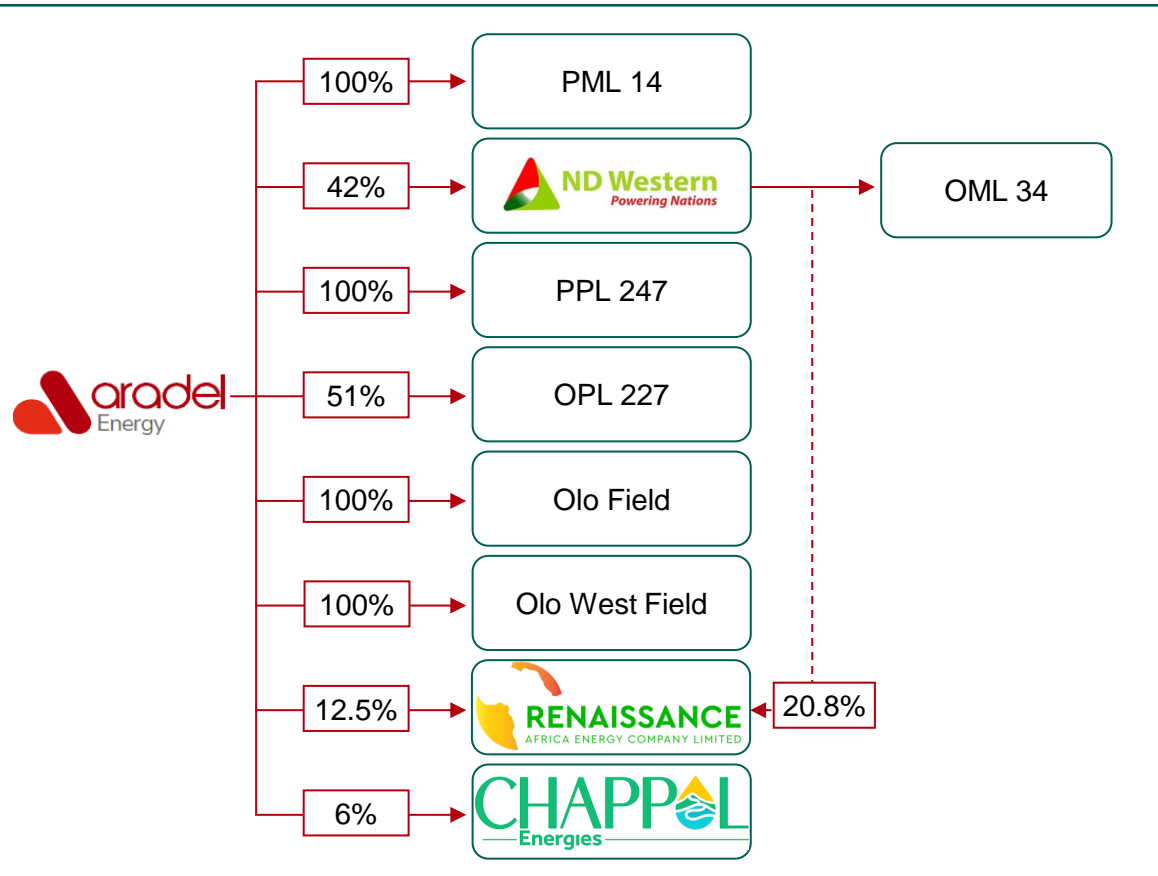 100%
PML 14
42%
ND Western
Powering Nations
OML 34
100%
PPL 247
aradel
Energy
51%
OPL 227
100%
Olo Field
100%
Olo West Field
12.5%
RENAISSANCE
AFRICA ENERGY COMPANY LIMITED
20.8%
6%
CHAPPAL
Energies